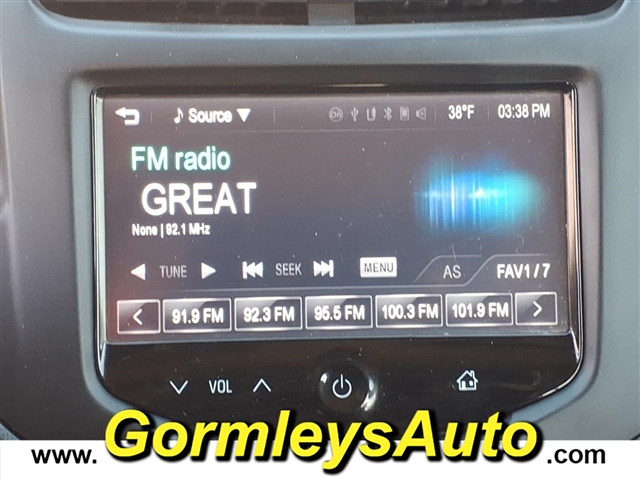 Source 38°F 03:38 PM
FM radio
GREAT
None | 92.1 MHz
TUNE SEEK MENU AS FAV1 / 7
91.9 FM 92.3 FM 95.5 FM 100.3 FM 101.9 FM
VOL
www. GormleysAuto .com